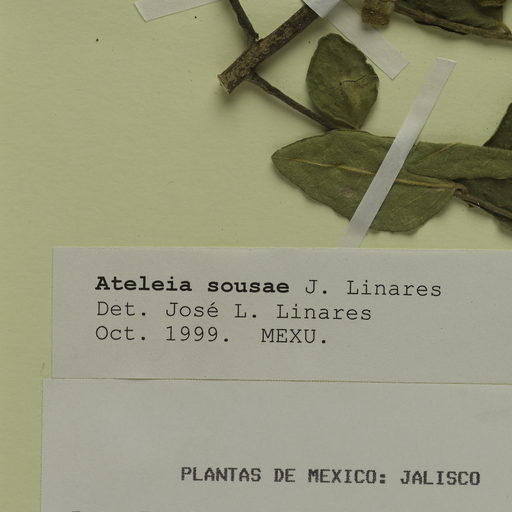 Ateleia sousae J. Linares
Det. José L. Linares
Oct. 1999. MEXU.
PLANTAS DE MEXICO: JALISCO